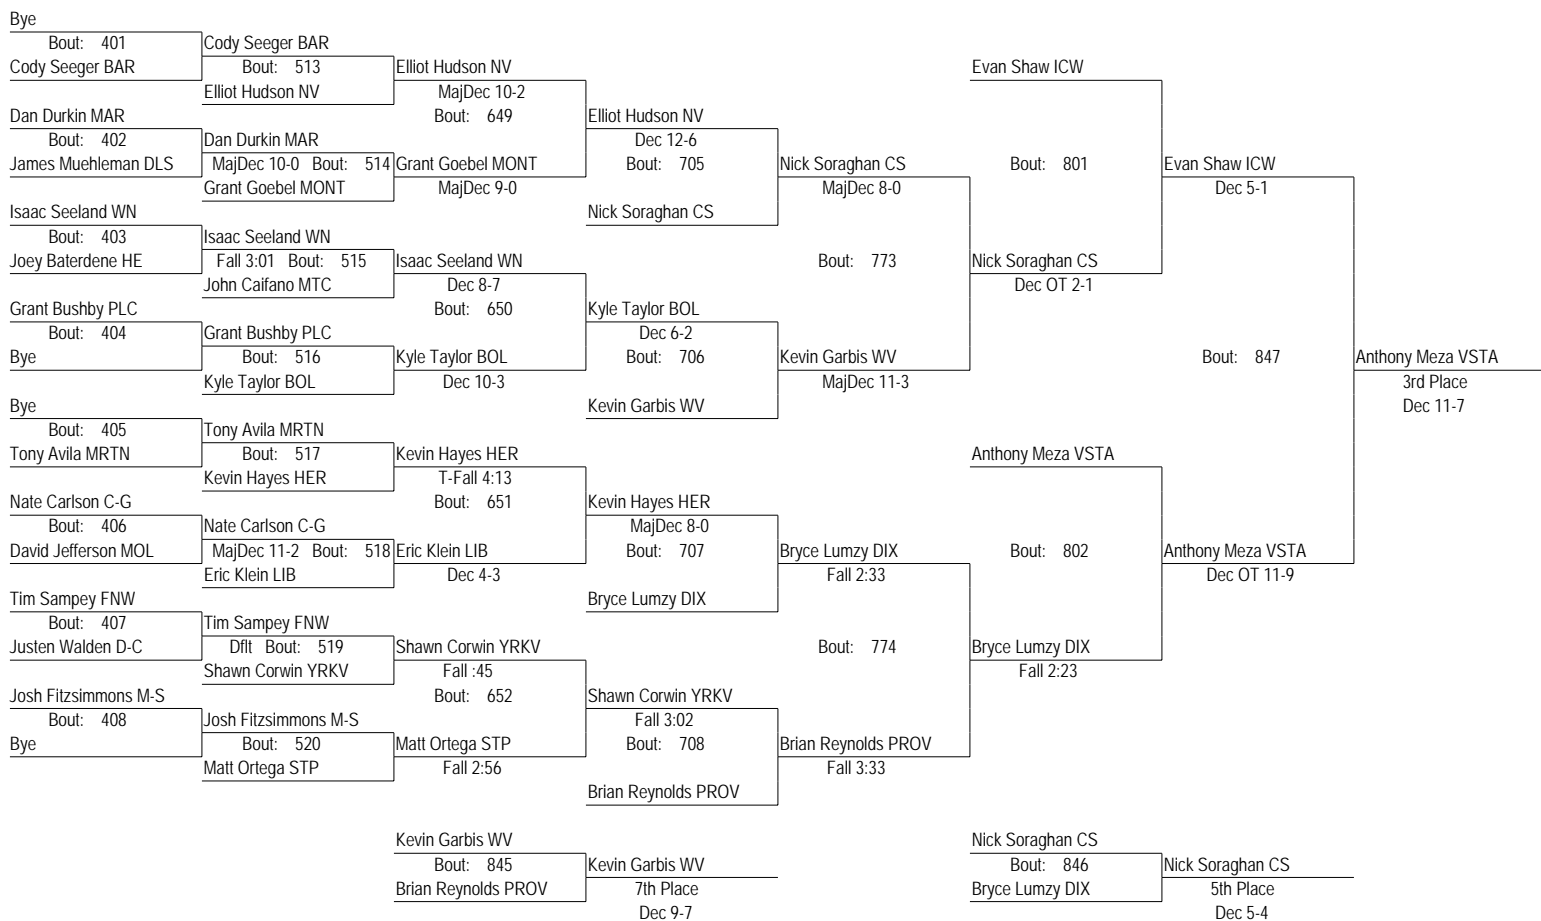 Bye
Bout: 401
Cody Seeger BAR
Cody Seeger BAR
Bout: 513
Elliot Hudson NV
Elliot Hudson NV
MajDec 10-2
Bout: 649
Evan Shaw ICW
Dan Durkin MAR
Bout: 402
James Muehleman DLS
Dan Durkin MAR
MajDec 10-0 Bout: 514
Grant Goebel MONT
Grant Goebel MONT
MajDec 9-0
Elliot Hudson NV
Dec 12-6
Bout: 705
Nick Soraghan CS
Nick Soraghan CS
MajDec 8-0
Bout: 801
Evan Shaw ICW
Dec 5-1
Isaac Seeland WN
Bout: 403
Joey Baterdene HE
Isaac Seeland WN
Fall 3:01 Bout: 515
John Caifano MTC
Isaac Seeland WN
Dec 8-7
Bout: 650
Bout: 773
Nick Soraghan CS
Dec OT 2-1
Grant Bushby PLC
Bout: 404
Bye
Grant Bushby PLC
Bout: 516
Kyle Taylor BOL
Kyle Taylor BOL
Dec 10-3
Kyle Taylor BOL
Dec 6-2
Bout: 706
Kevin Garbis WV
Kevin Garbis WV
MajDec 11-3
Bout: 847
Anthony Meza VSTA
3rd Place
Dec 11-7
Bye
Bout: 405
Tony Avila MRTN
Tony Avila MRTN
Bout: 517
Kevin Hayes HER
Kevin Hayes HER
T-Fall 4:13
Bout: 651
Anthony Meza VSTA
Nate Carlson C-G
Bout: 406
David Jefferson MOL
Nate Carlson C-G
MajDec 11-2 Bout: 518
Eric Klein LIB
Eric Klein LIB
Dec 4-3
Kevin Hayes HER
MajDec 8-0
Bout: 707
Bryce Lumzy DIX
Bryce Lumzy DIX
Fall 2:33
Bout: 802
Anthony Meza VSTA
Dec OT 11-9
Tim Sampey FNW
Bout: 407
Justen Walden D-C
Tim Sampey FNW
Dflt Bout: 519
Shawn Corwin YRKV
Shawn Corwin YRKV
Fall :45
Bout: 652
Bout: 774
Bryce Lumzy DIX
Fall 2:23
Josh Fitzsimmons M-S
Bout: 408
Bye
Josh Fitzsimmons M-S
Bout: 520
Matt Ortega STP
Matt Ortega STP
Fall 2:56
Shawn Corwin YRKV
Fall 3:02
Bout: 708
Brian Reynolds PROV
Brian Reynolds PROV
Fall 3:33
Kevin Garbis WV
Bout: 845
Brian Reynolds PROV
Kevin Garbis WV
7th Place
Dec 9-7
Nick Soraghan CS
Bout: 846
Bryce Lumzy DIX
Nick Soraghan CS
5th Place
Dec 5-4